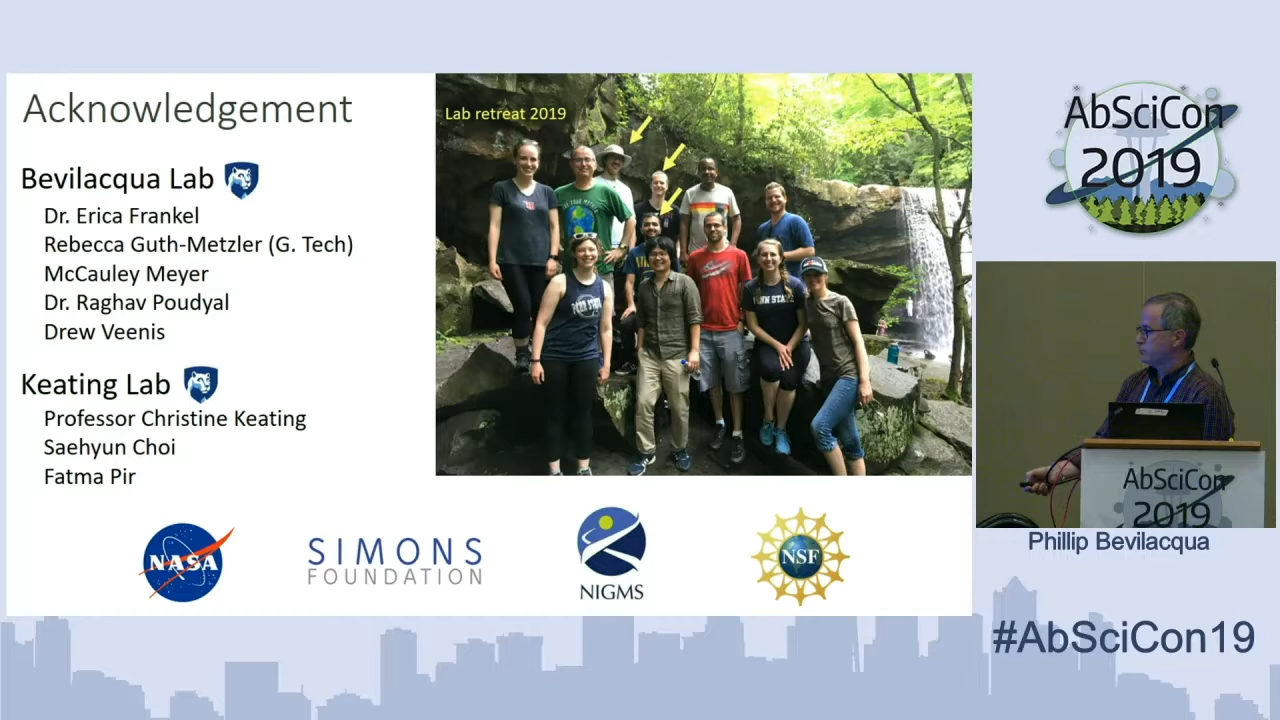 Acknowledgement
Bevilacqua Lab
Dr. Erica Frankel
Rebecca Guth-Metzler (G. Tech)
McCauley Meyer
Dr. Raghav Poudyal
Drew Veenis
Keating Lab
Professor Christine Keating
Saehyun Choi
Fatma Pir
Lab retreat 2019
PENN STATE
NASA
SIMONS
FOUNDATION
NIGMS
NSF
AbSciCon
2019
AbSciCon
2019
Phillip Bevilacqua
#AbSciCon19